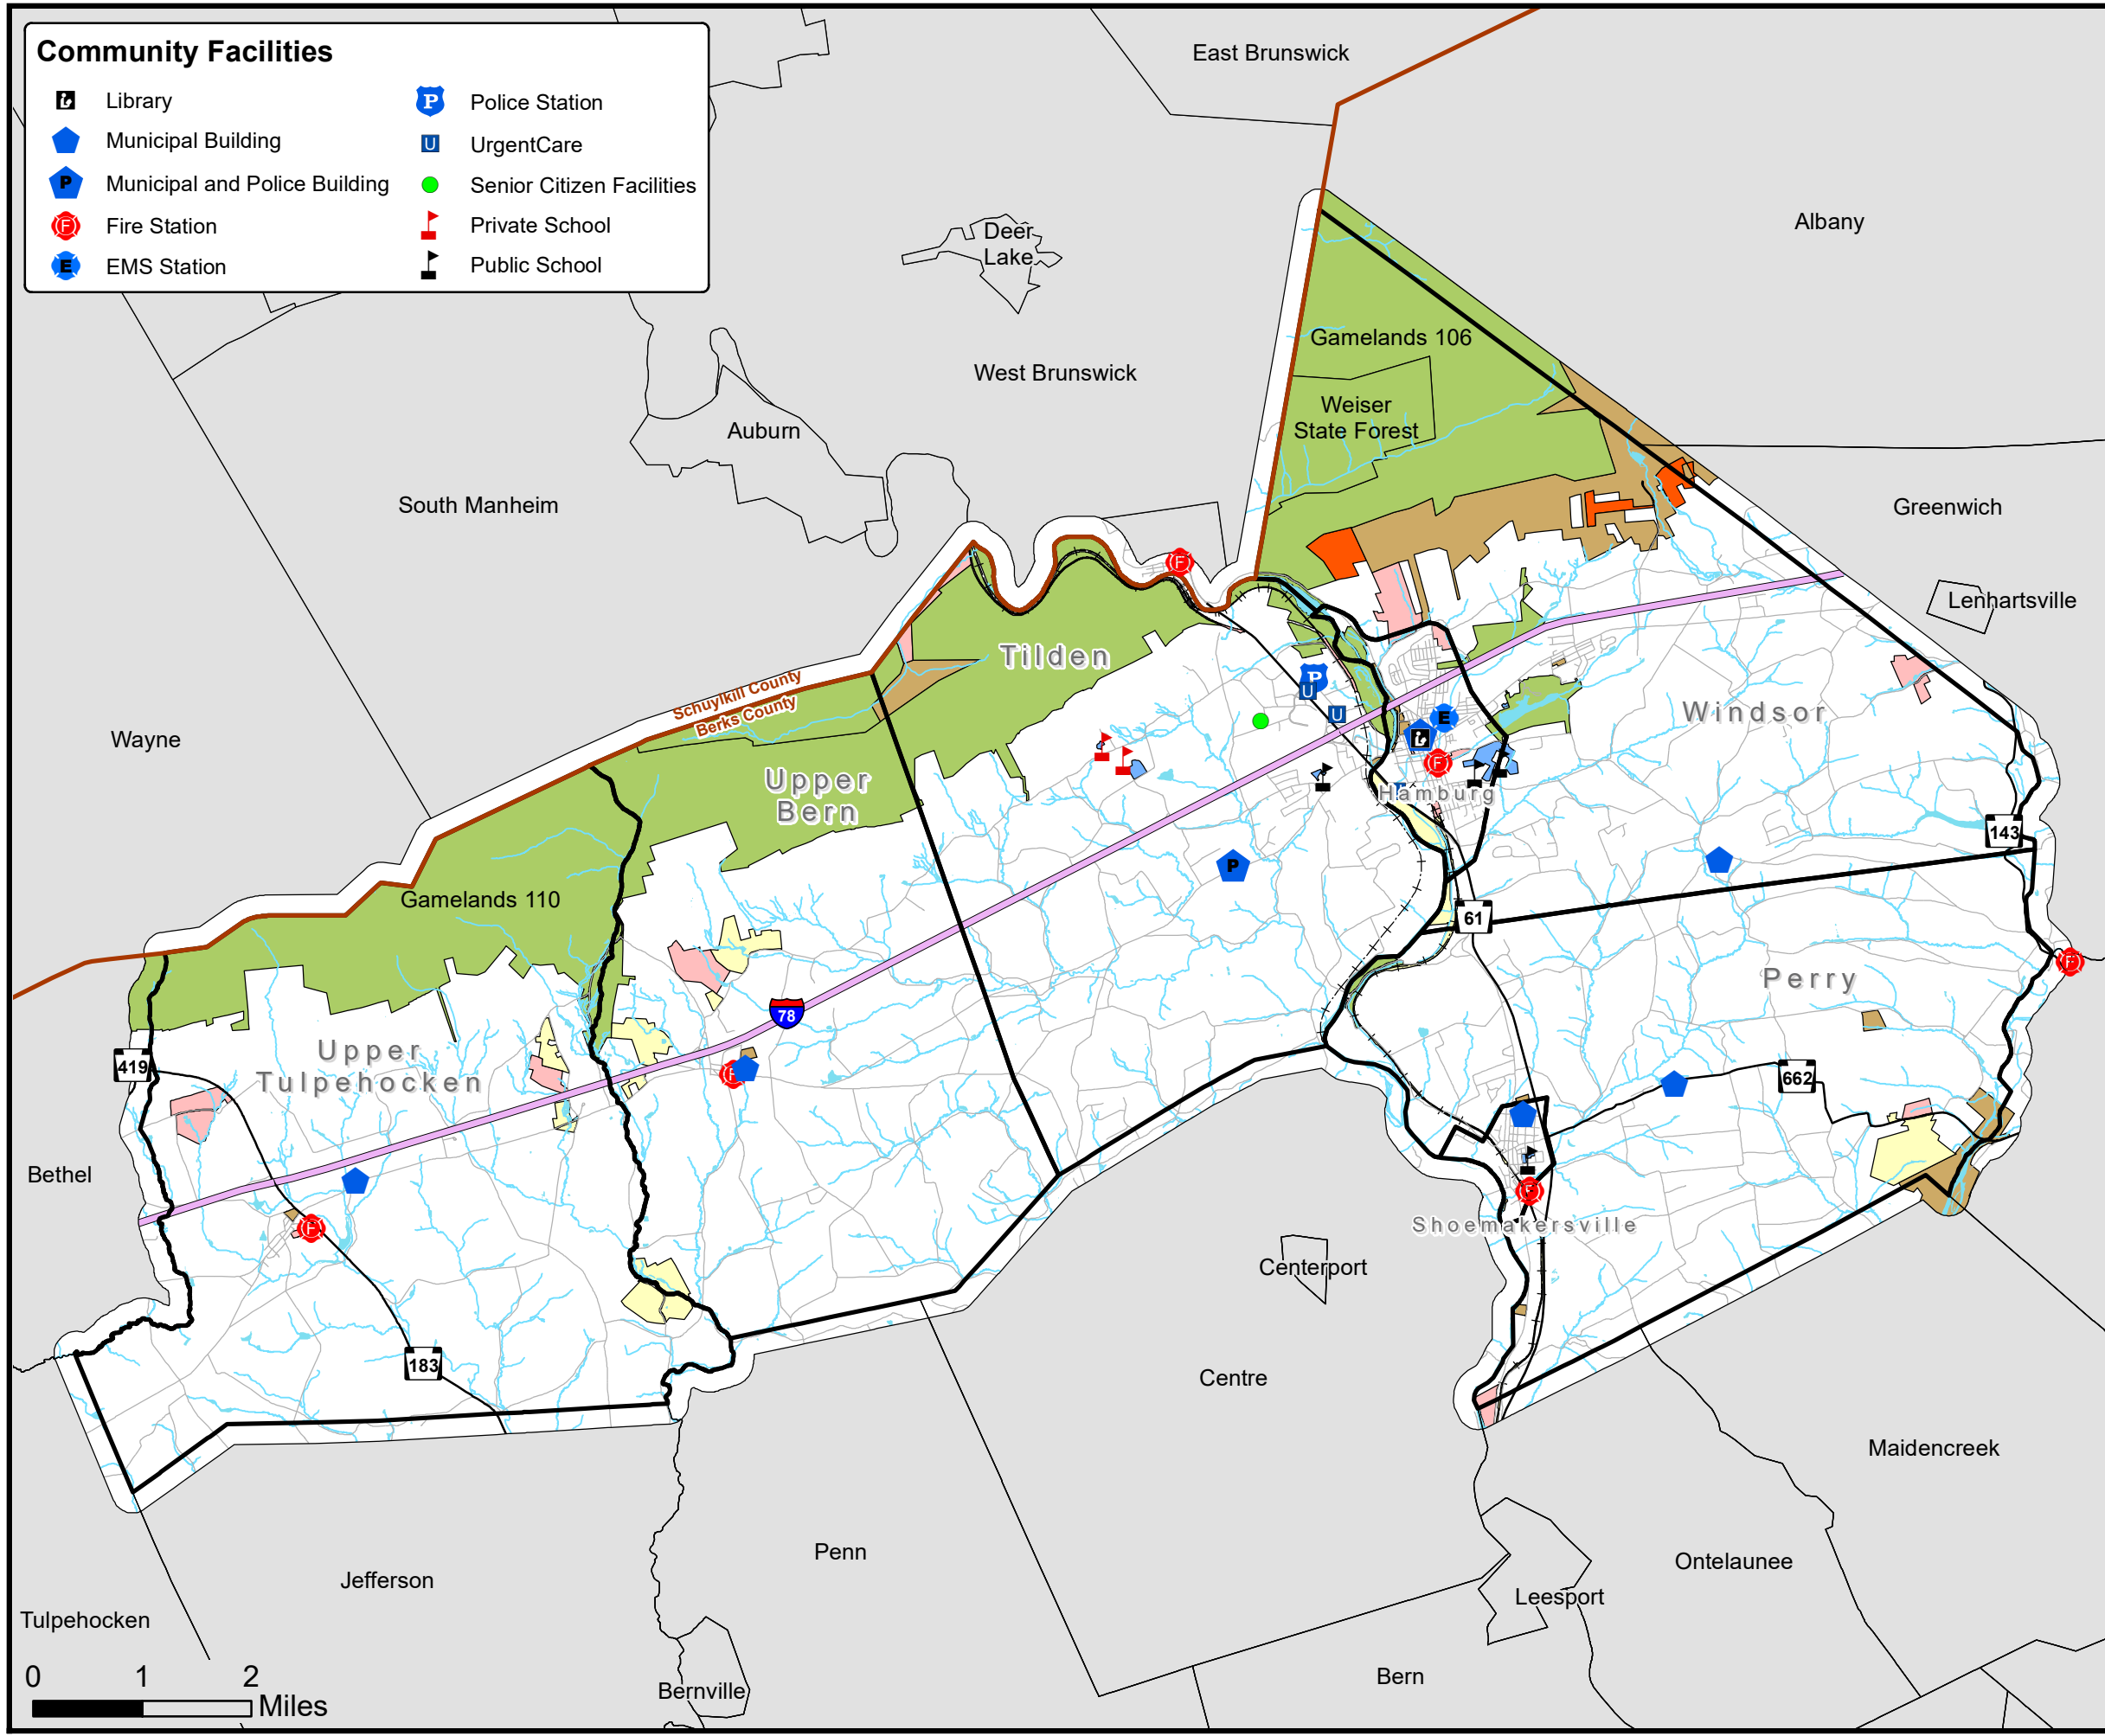 Community Facilities
Library
Municipal Building
Municipal and Police Building
Fire Station
EMS Station
Police Station
UrgentCare
Senior Citizen Facilities
Private School
Public School
P
F
E
P
U
East Brunswick
Albany
Deer
Lake
Gamelands 106
West Brunswick
Weiser
State Forest
Auburn
South Manheim
Greenwich
F
Lenhartsville
Tilden
Schuylkill County
Berks County
P
U
U
Windsor
E
Wayne
Upper
Bern
F
Hamburg
143
P
Gamelands 110
61
F
Perry
78
Upper
Tulpehocken
419
F
662
Bethel
F
F
Shoemakersville
Centerport
183
Centre
Maidencreek
Penn
Ontelaunee
Jefferson
Leesport
Tulpehocken
Bern
Bernville
0 1 2
Miles